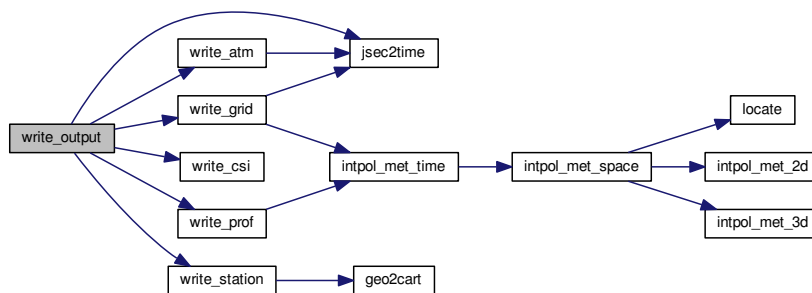 write_output
write_atm
write_grid
write_csi
write_prof
write_station
jsec2time
intpol_met_time
geo2cart
intpol_met_space
locate
intpol_met_2d
intpol_met_3d